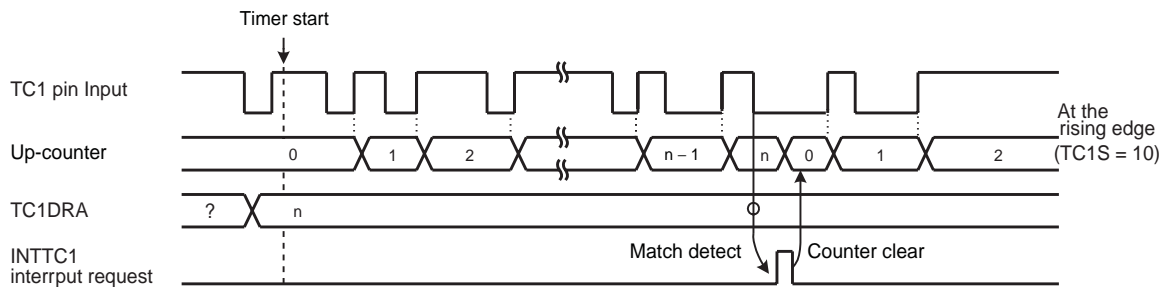 Timer start
TC1 pin Input
At the
rising edge
(TC1S = 10)
Up-counter
0
1
2
n – 1
n
0
1
2
TC1DRA
?
n
Match detect
Counter clear
INTTC1
interrput request